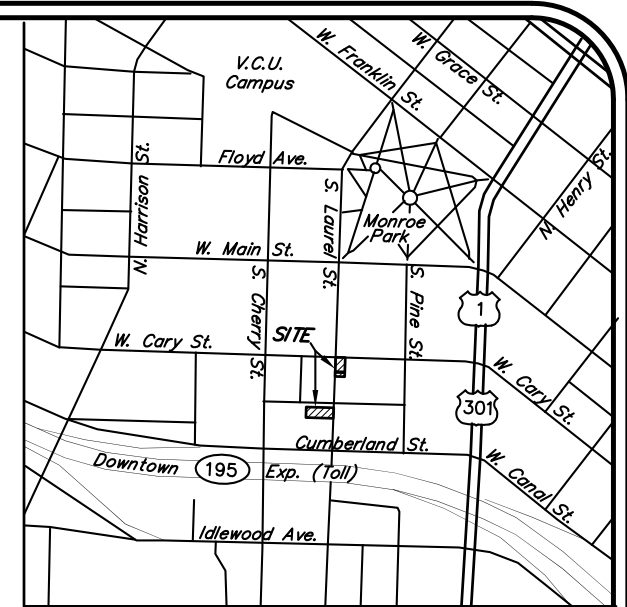 W. Franklin St.
W. Grace St.
V.C.U.
Campus
N. Harrison St.
Floyd Ave.
S. Laurel St.
N. Henry St.
Monroe
Park
W. Main St.
S. Cherry St.
S. Pine St.
1
W. Cary St.
SITE
W. Cary St.
301
Cumberland St.
Downtown 195 Exp. (Toll)
W. Canal St.
Idlewood Ave.